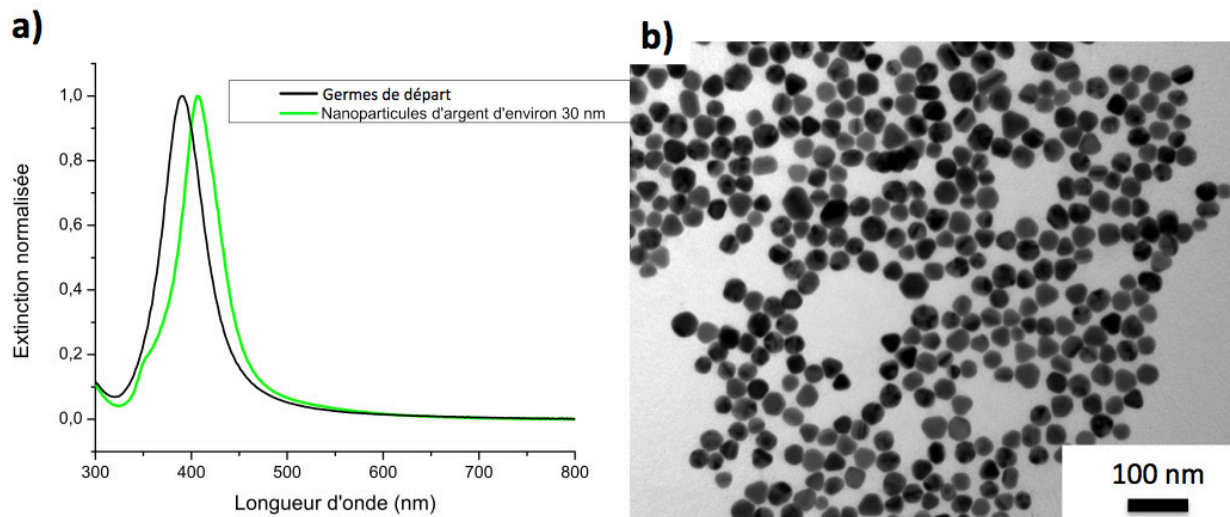 a)
Germes de départ
Nanoparticules d'argent d'environ 30 nm
Extinction normalisée
1,0
0,8
0,6
0,4
0,2
0,0
300 400 500 600 700 800
Longueur d'onde (nm)
b)
100 nm